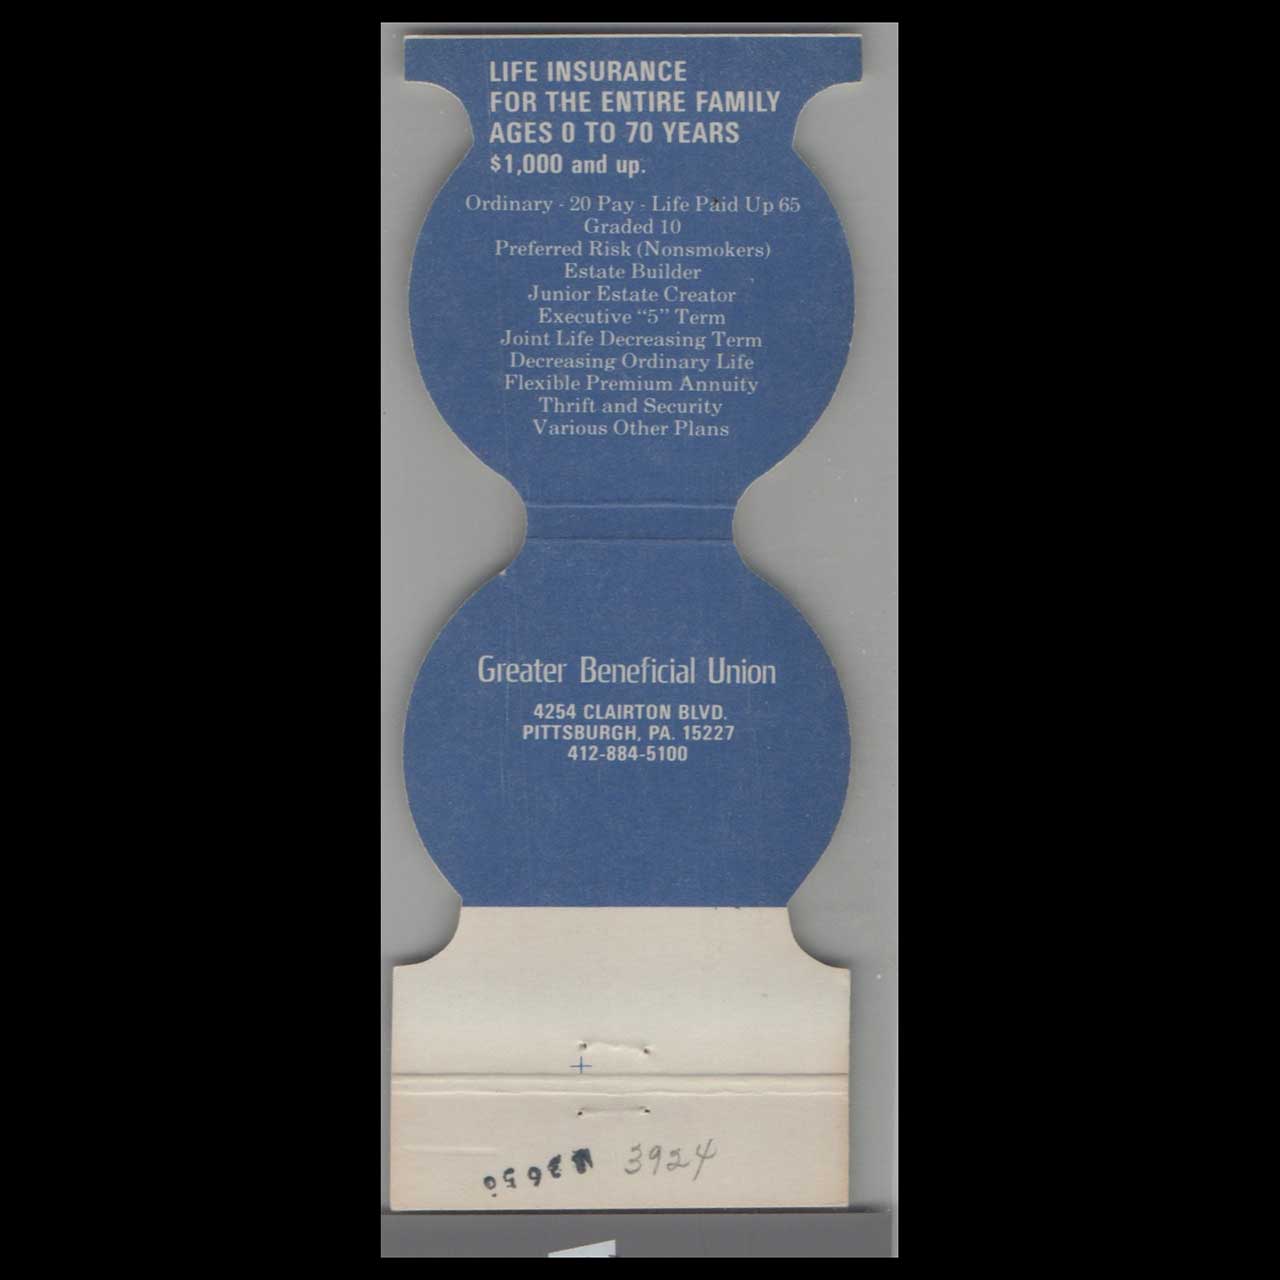 LIFE INSURANCE
FOR THE ENTIRE FAMILY
AGES 0 TO 70 YEARS
$1,000 and up.
Ordinary - 20 Pay - Life Paid Up 65
Graded 10
Preferred Risk (Nonsmokers)
Estate Builder
Junior Estate Creator
Executive “5” Term
Joint Life Decreasing Term
Decreasing Ordinary Life
Flexible Premium Annuity
Thrift and Security
Various Other Plans
Greater Beneficial Union
4254 CLAIRTON BLVD.
PITTSBURGH, PA. 15227
412-884-5100
3924